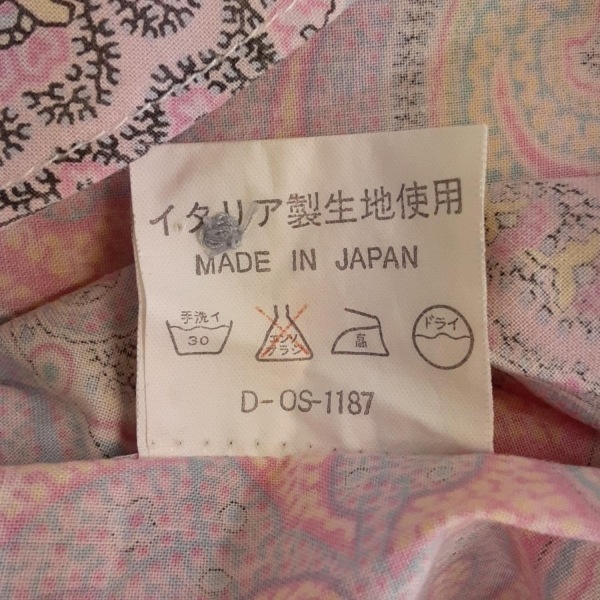 イタリア製生地使用
MADE IN JAPAN
手洗イ 30 エンソ サラシ 高 ドライ
D-OS-1187